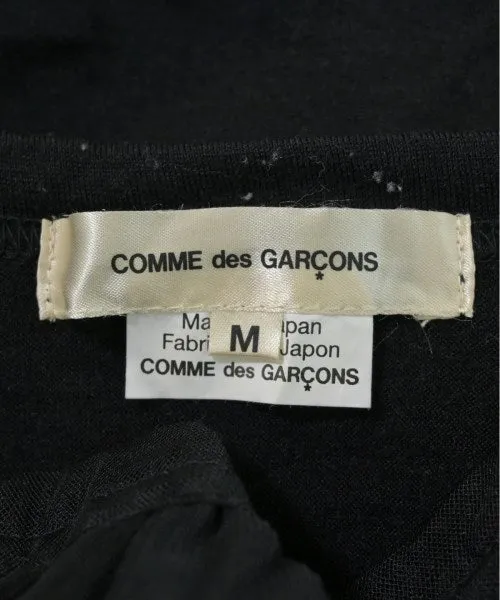 COMME des GARÇONS
M
Ma apan
Fabri Japon
COMME des GARÇONS